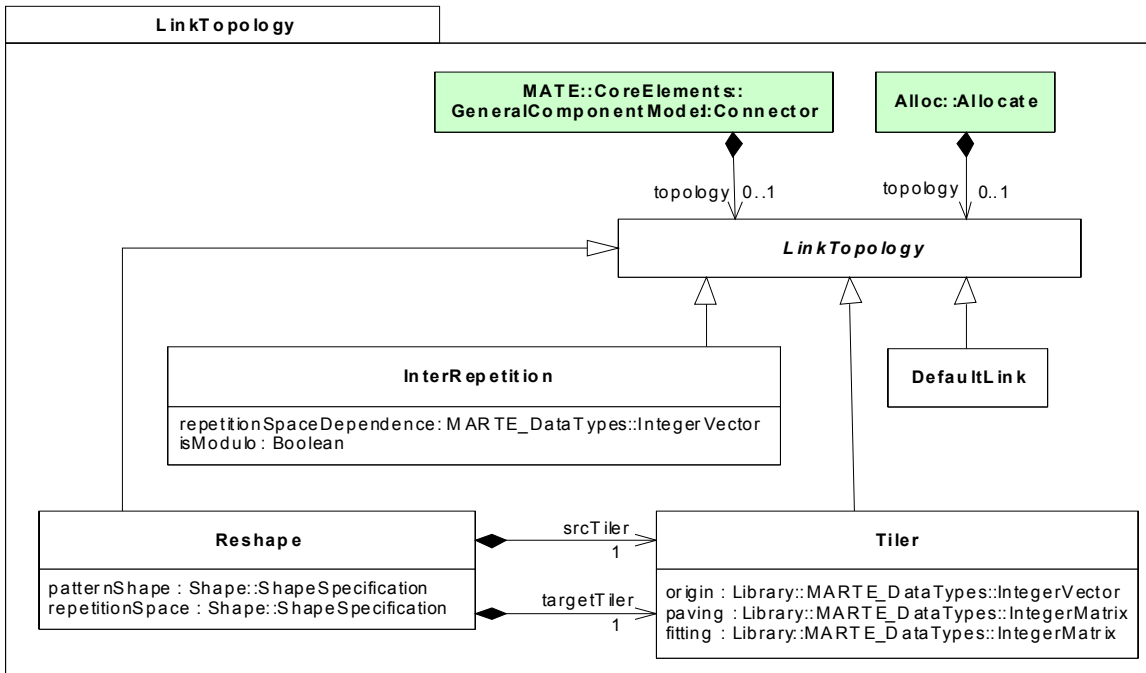 LinkTopology
MATE::CoreElements::
GeneralComponentModel::Connector
Alloc::Allocate
topology 0..1
topology 0..1
LinkTopology
InterRepetition
repetitionSpaceDependence: MARTE_DataTypes::IntegerVector
isModulo : Boolean
DefaultLink
Reshape
patternShape : Shape::ShapeSpecification
repetitionSpace : Shape::ShapeSpecification
srcTiler
1
targetTiler
1
Tiler
origin : Library::MARTE_DataTypes::IntegerVector
paving : Library::MARTE_DataTypes::IntegerMatrix
fitting : Library::MARTE_DataTypes::IntegerMatrix